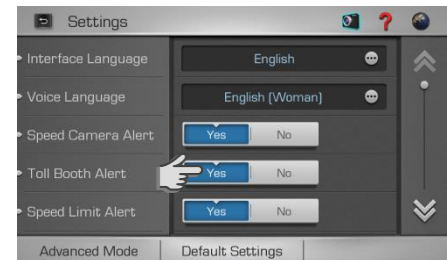 Settings ?
Interface Language English
Voice Language English [Woman]
Speed Camera Alert Yes No
Toll Booth Alert Yes No
Speed Limit Alert Yes No
Advanced Mode Default Settings